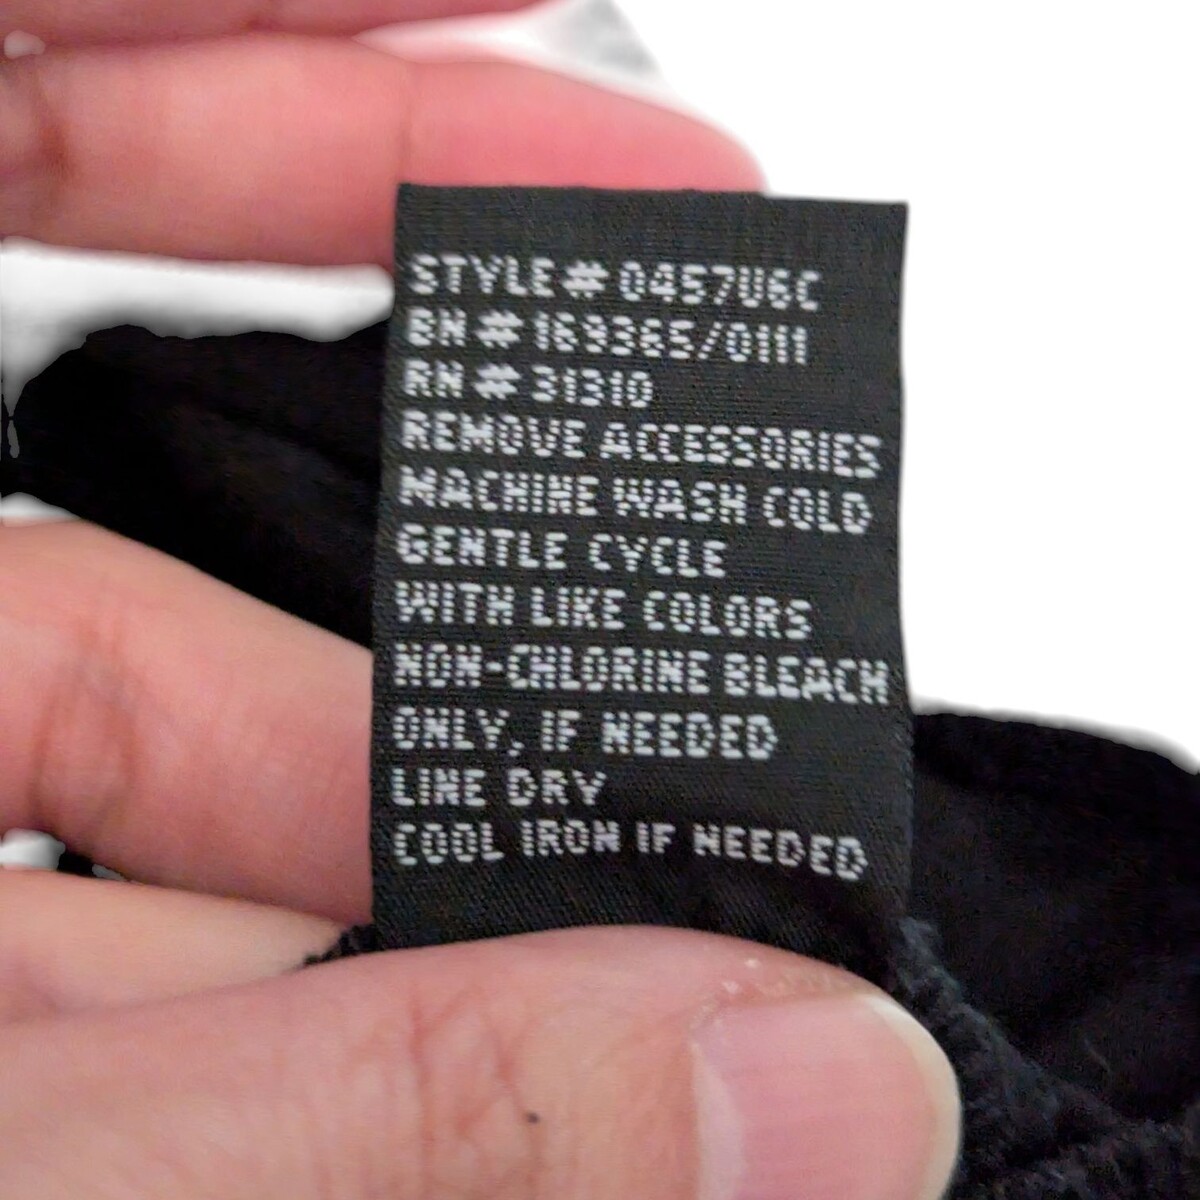 STYLE# 0457U6C
BN# 169365/0111
RN# 31310
REMOVE ACCESSORIES
MACHINE WASH COLD
GENTLE CYCLE
WITH LIKE COLORS
NON-CHLORINE BLEACH
ONLY, IF NEEDED
LINE DRY
COOL IRON IF NEEDED